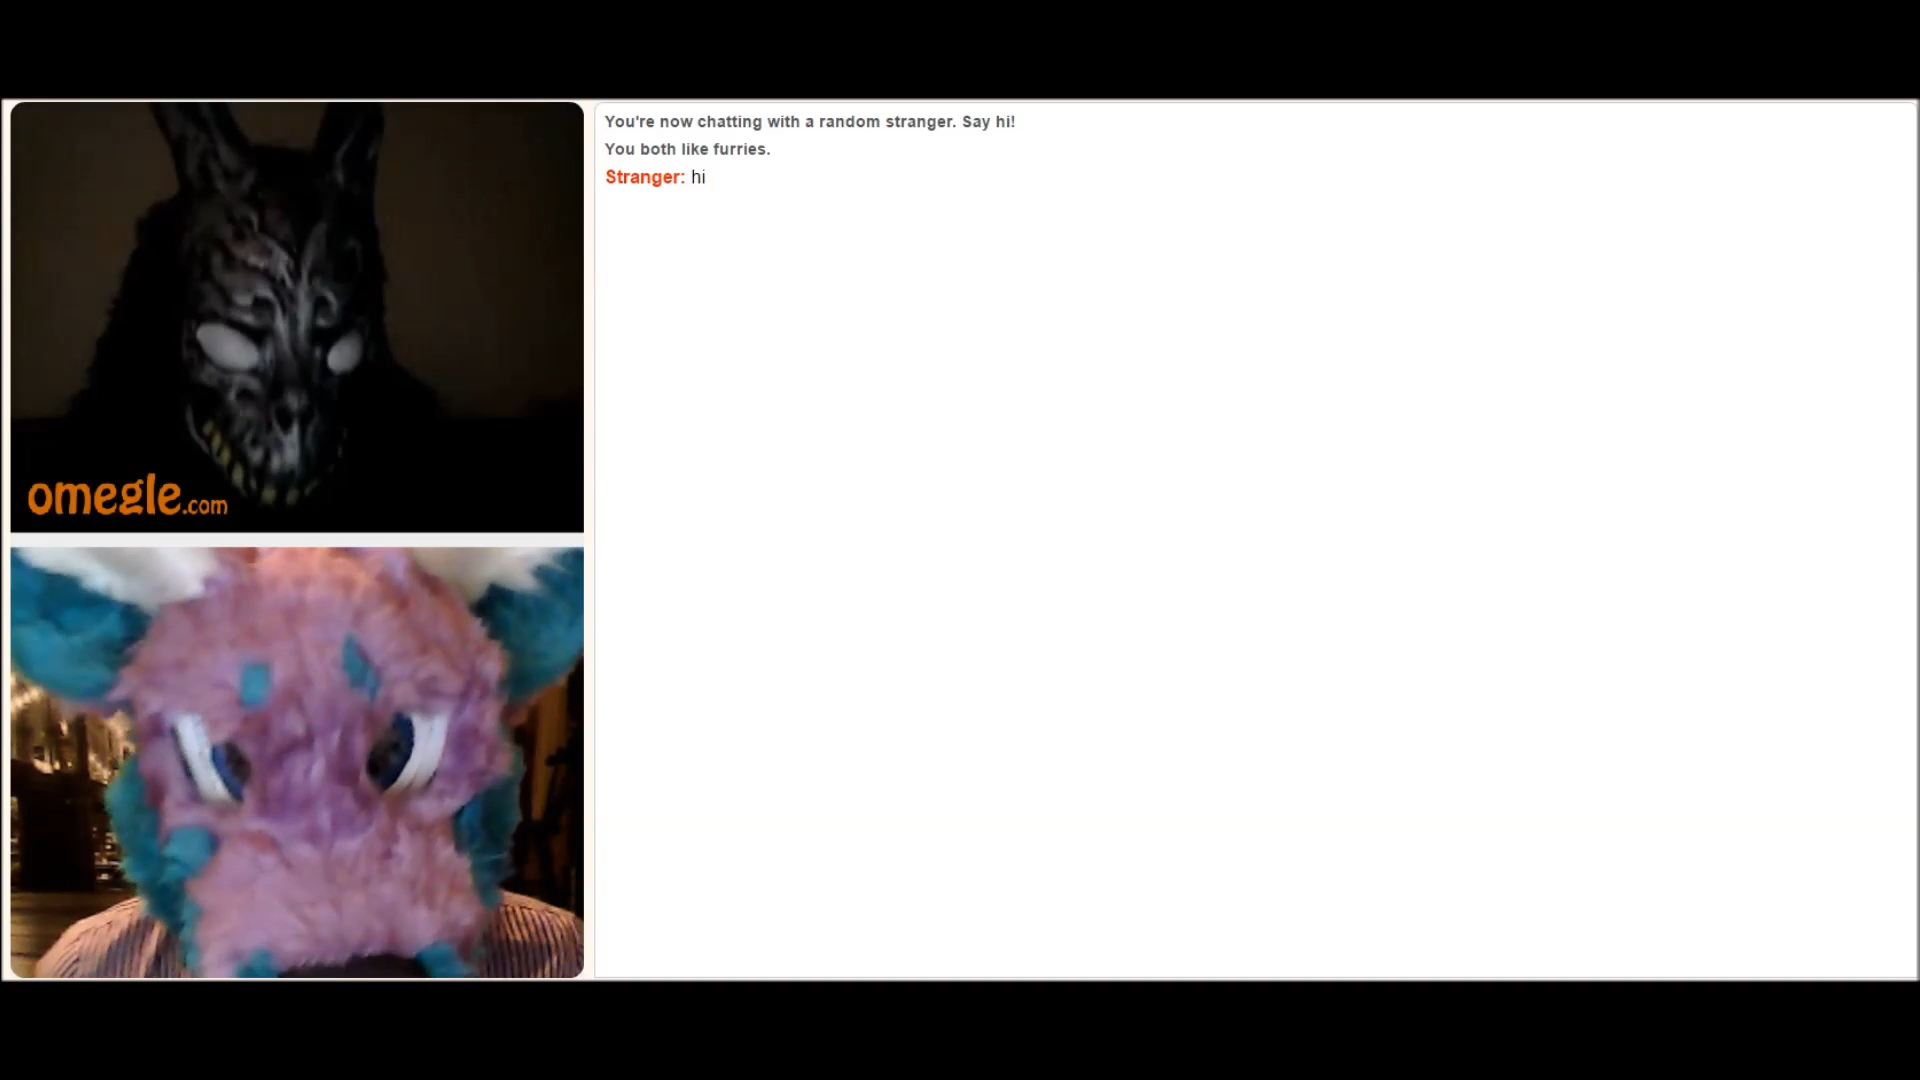 You're now chatting with a random stranger. Say hi!
You both like furries.
Stranger: hi
omegle.com